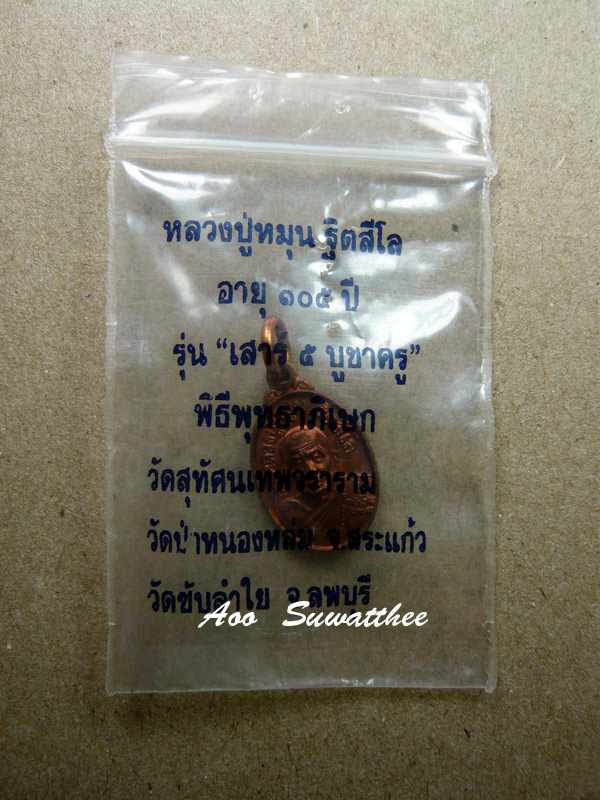 หลวงปู่หมุน ฐิตสีโล
อายุ ๑๐๕ ปี
รุ่น “เสาร์ ๕ บูชาครู”
พิธีพุทธาภิเษก
วัดสุทัศนเทพวราราม
วัดป่าหนองหล่ม จ.สระแก้ว
วัดซับลำใย จ.ลพบุรี
Aoo Suwatthee